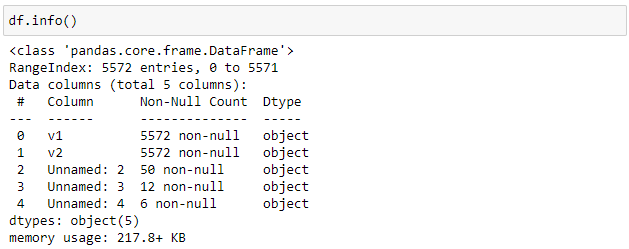 df.info()
<class 'pandas.core.frame.DataFrame'>
RangeIndex: 5572 entries, 0 to 5571
Data columns (total 5 columns):
 #   Column      Non-Null Count  Dtype
---  ------      --------------  -----
 0   v1          5572 non-null   object
 1   v2          5572 non-null   object
 2   Unnamed: 2  50 non-null     object
 3   Unnamed: 3  12 non-null     object
 4   Unnamed: 4  6 non-null      object
dtypes: object(5)
memory usage: 217.8+ KB